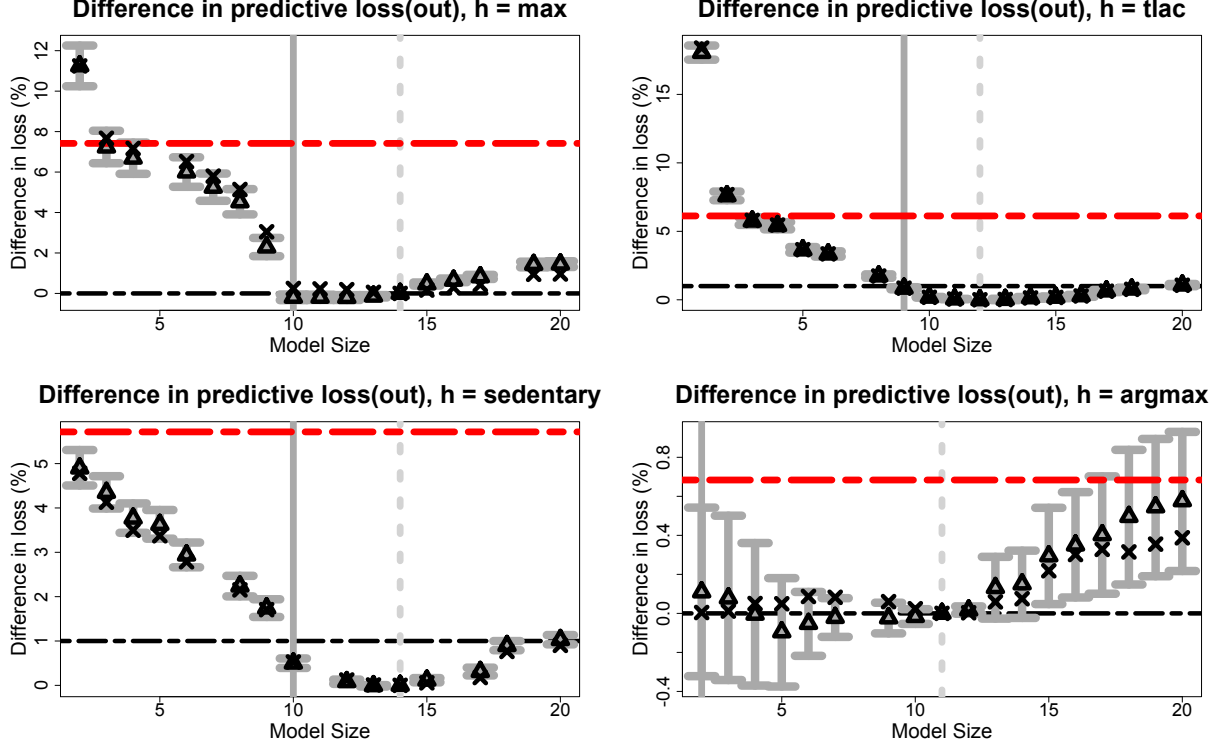 Difference in predictive loss(out), h = max
Difference in loss (%)
0 2 4 6 8 10 12
5 10 15 20
Model Size
Difference in predictive loss(out), h = tlac
Difference in loss (%)
0 5 10 15
5 10 15 20
Model Size
Difference in predictive loss(out), h = sedentary
Difference in loss (%)
0 1 2 3 4 5
5 10 15 20
Model Size
Difference in predictive loss(out), h = argmax
Difference in loss (%)
-0.4 0.0 0.4 0.8
5 10 15 20
Model Size